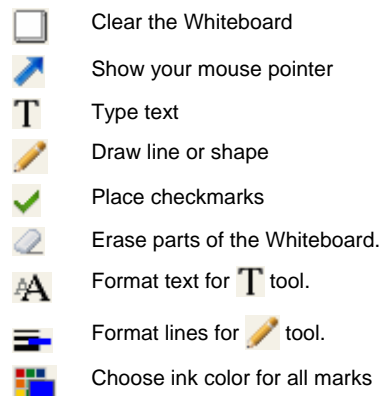 Clear the Whiteboard
Show your mouse pointer
T Type text
Draw line or shape
Place checkmarks
Erase parts of the Whiteboard.
AA Format text for T tool.
Format lines for tool.
Choose ink color for all marks